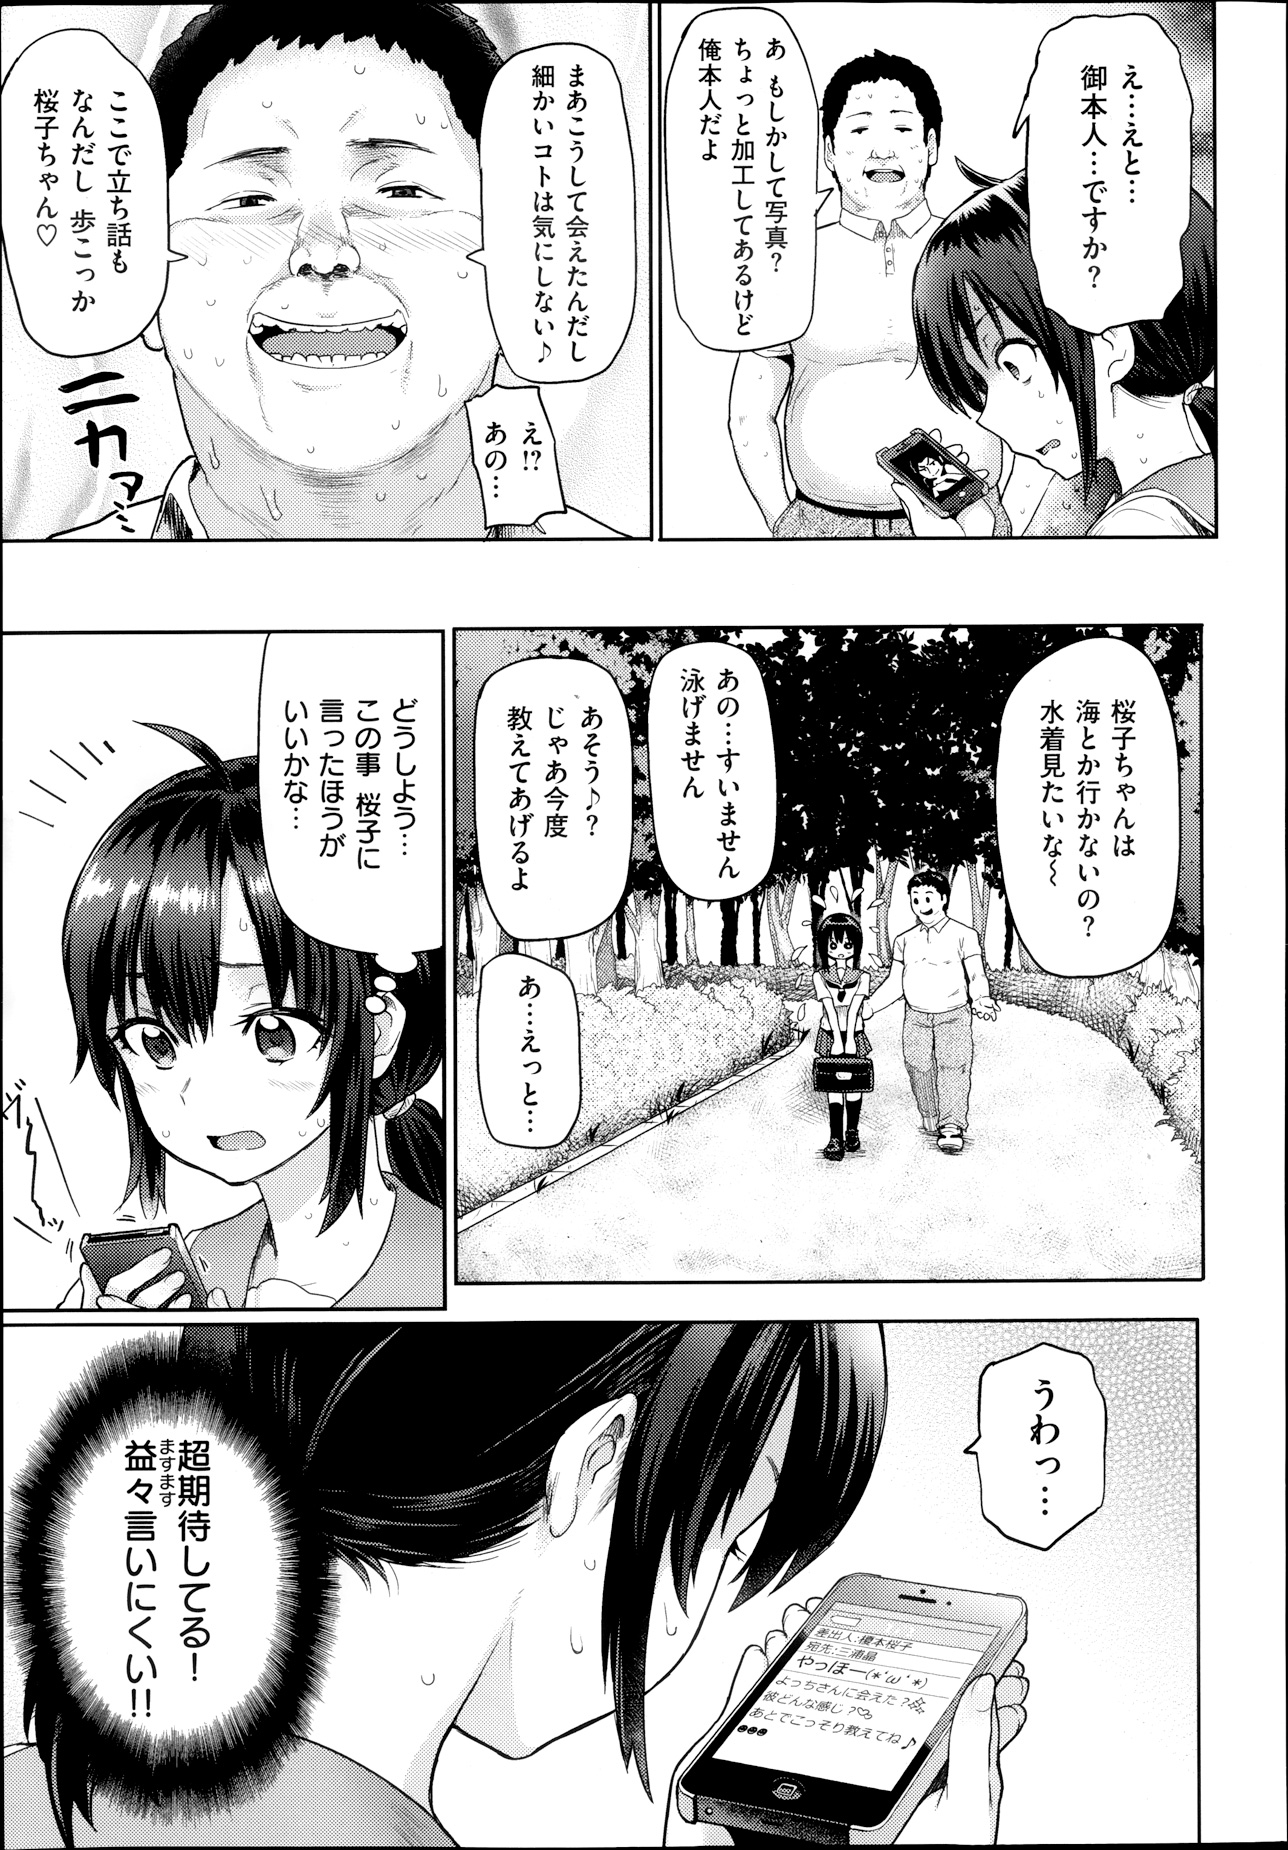 え…えと…
御本人…ですか？
あ もしかして写真？
ちょっと加工してあるけど
俺本人だよ
まあこうして会えたんだし
細かいコトは気にしない♪
え!?
あの…
ここで立ち話も
なんだし 歩こっか
桜子ちゃん♡
ニカァ…
桜子ちゃんは
海とか行かないの？
水着見たいな〜
あの…すいません
泳げません
あそう♪？
じゃあ今度
教えてあげるよ
あ…えっと…
どうしよう…
この事 桜子に
言ったほうが
いいかな…
うわっ…
差出人:榎本桜子
宛先:三浦晶
やっほー(*'ω'*)
よっちさんに会えた？
彼どんな感じ？
あとでこっそり教えてね♪
超期待してる！
益々言いにくい!!
ますます